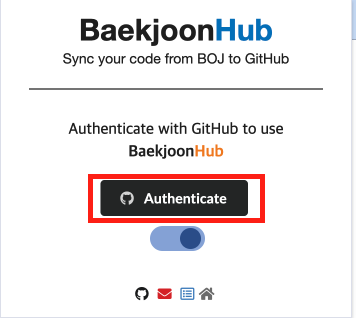 BaekjoonHub
Sync your code from BOJ to GitHub
Authenticate with GitHub to use
BaekjoonHub
Authenticate